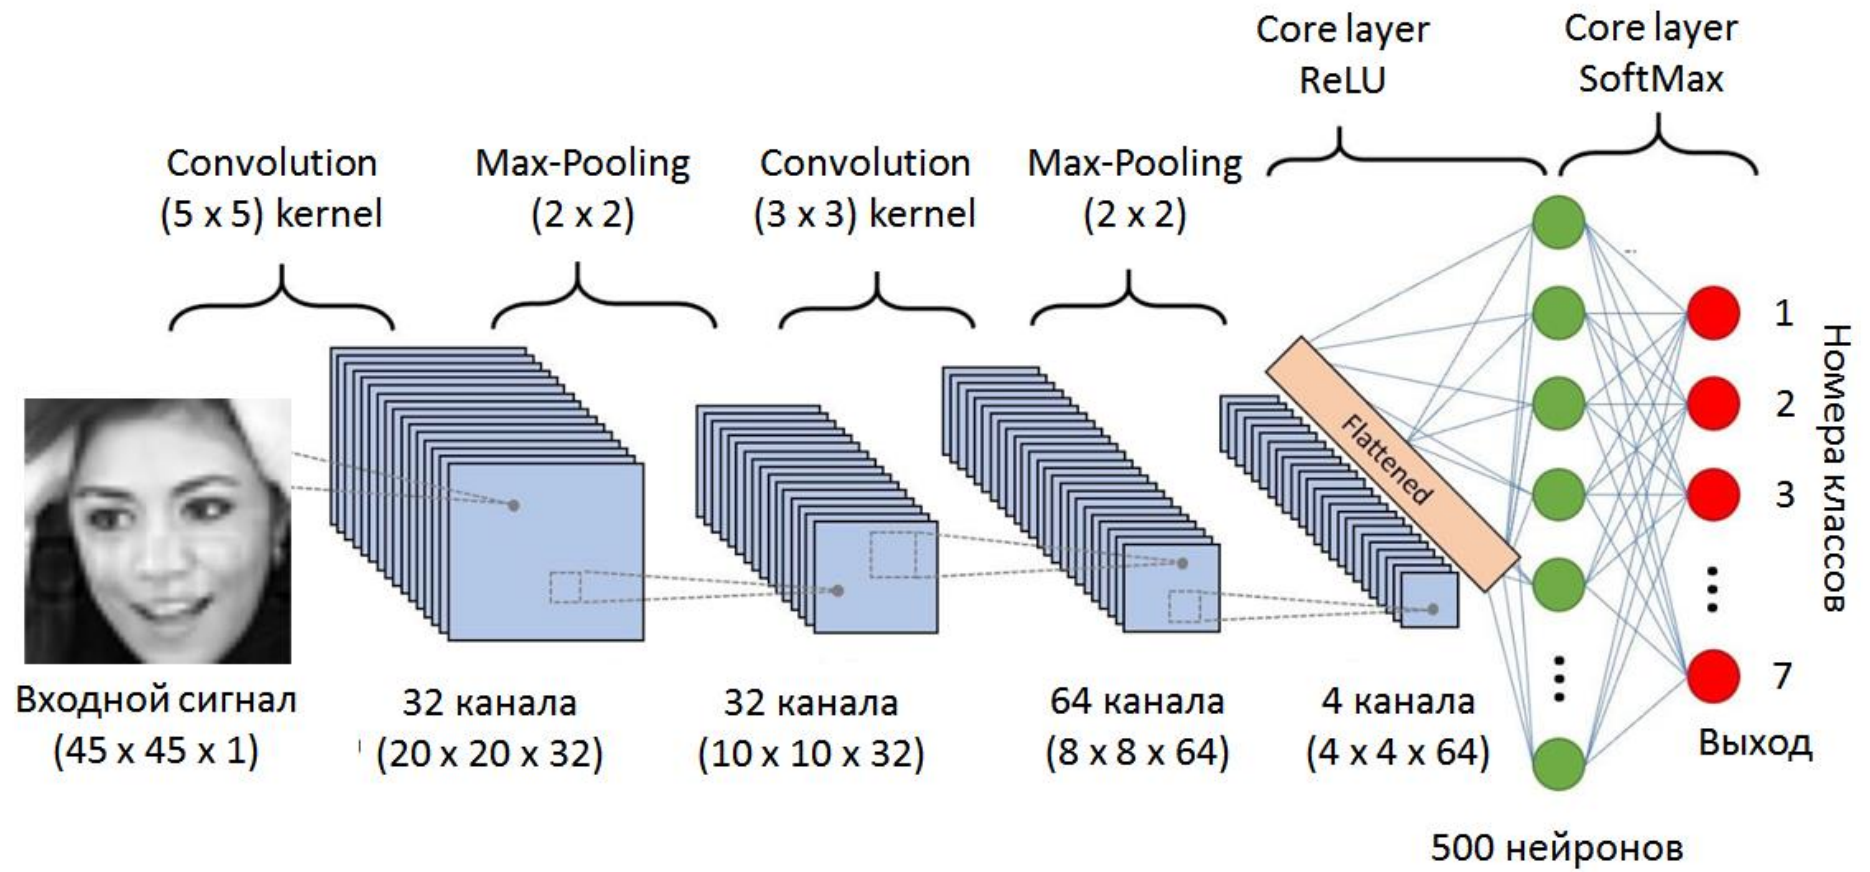 Core layer
ReLU
Core layer
SoftMax
Convolution
(5 x 5) kernel
Max-Pooling
(2 x 2)
Convolution
(3 x 3) kernel
Max-Pooling
(2 x 2)
Flattened
1
2
3
7
Номера классов
Выход
Входной сигнал
(45 x 45 x 1)
32 канала
(20 x 20 x 32)
32 канала
(10 x 10 x 32)
64 канала
(8 x 8 x 64)
4 канала
(4 x 4 x 64)
500 нейронов